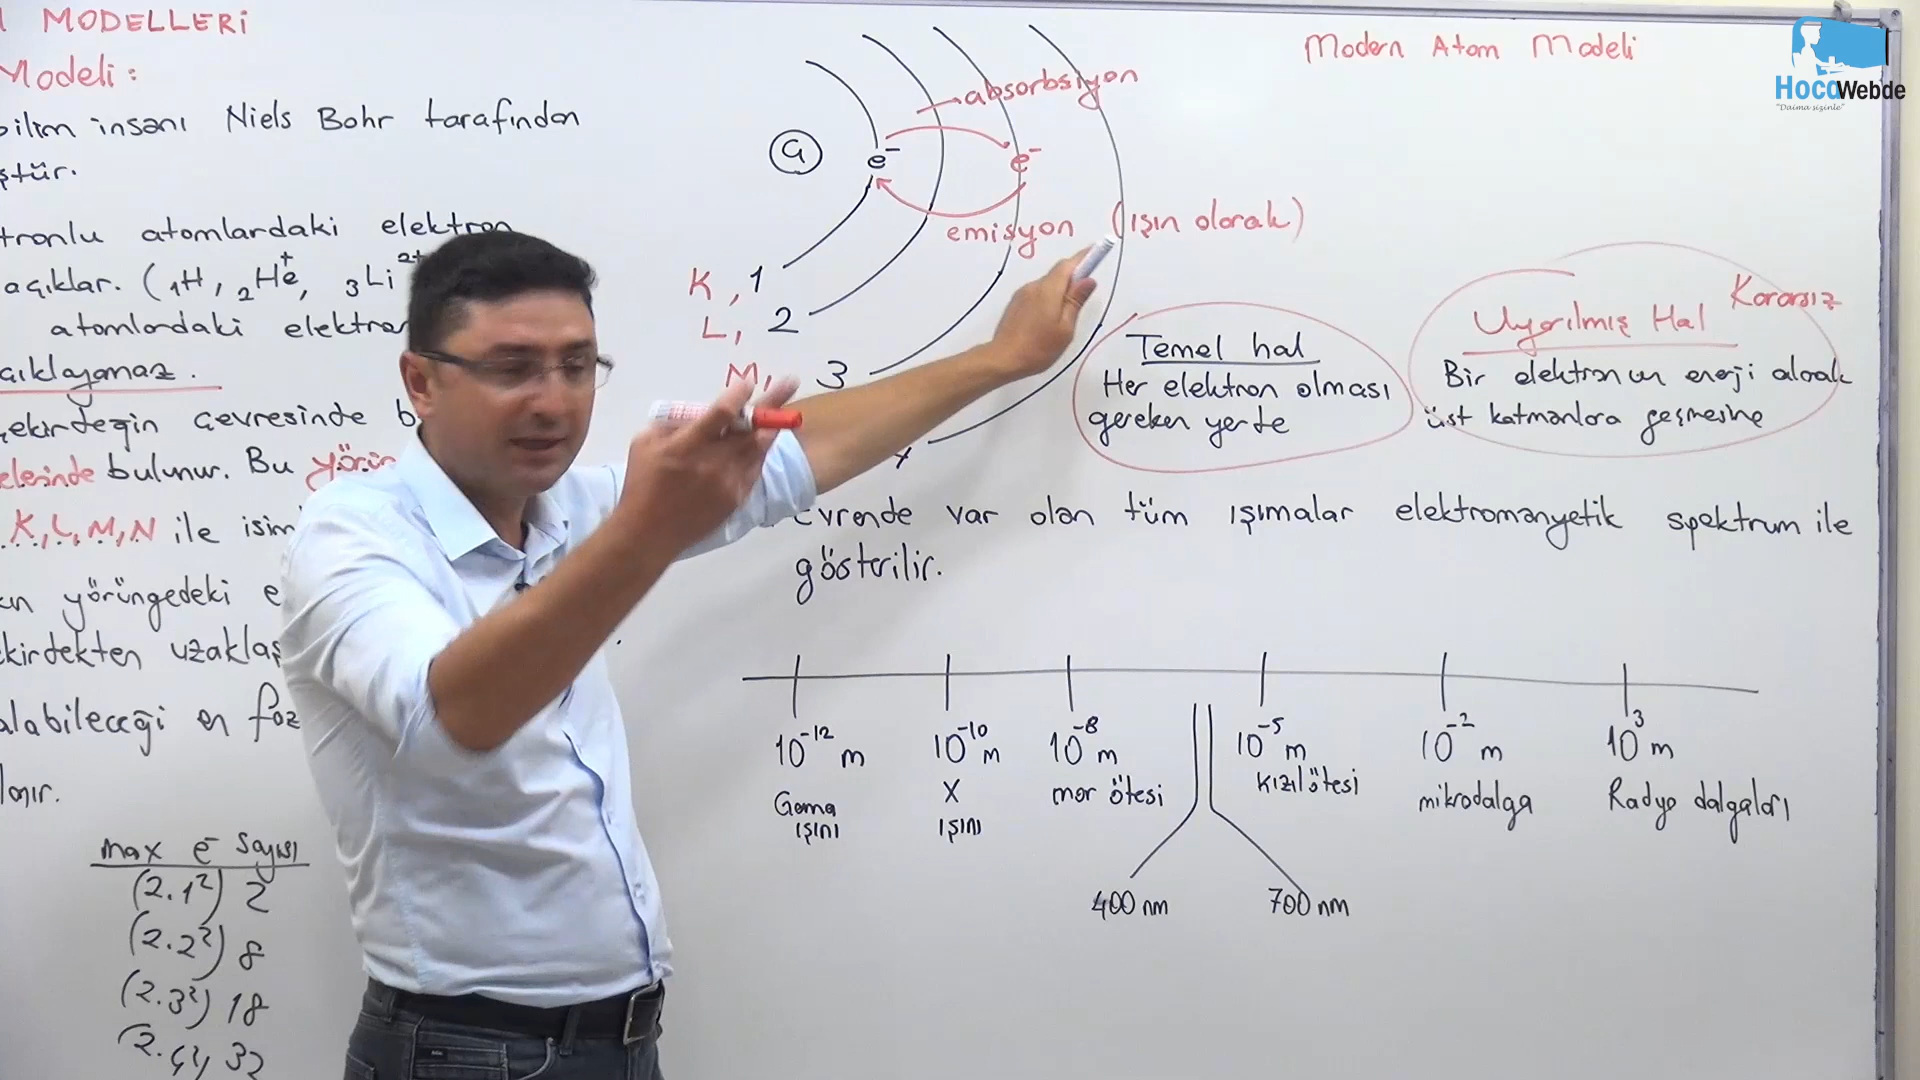 MODELLERİ
Modeli:
bilim insanı Niels Bohr tarafından
ştür.
tronlu atomlardaki elektron
açıklar. (₁H, ₂He⁺, ₃Li²⁺
atomlardaki elektron
açıklayamaz.
çekirdeğin çevresinde b
elerinde bulunur. Bu yörün
K, L, M, N ile isim
an yörüngedeki e
kirdekten uzaklaş
alabileceği en faz
lanır.
max e⁻ sayısı
(2.1²) 2
(2.2²) 8
(2.3²) 18
(2.4²) 32
absorbsiyon
G
e⁻
e⁻
emisyon (ışın olarak)
K, 1
L, 2
M, 3
Modern Atom Modeli
HocaWebde
"Daima sizinle"
Temel hal
Her elektron olması
gereken yerde
Uyarılmış Hal Kararsız
Bir elektronun enerji alarak
üst katmanlara geçmesine
Evrende var olan tüm ışımalar elektromanyetik spektrum ile
gösterilir.
10⁻¹² m 10⁻¹⁰ m 10⁻⁸ m 10⁻⁵ m 10⁻² m 10³ m
Gama ışını X ışını mor ötesi kızıl ötesi mikrodalga Radyo dalgaları
400 nm 700 nm